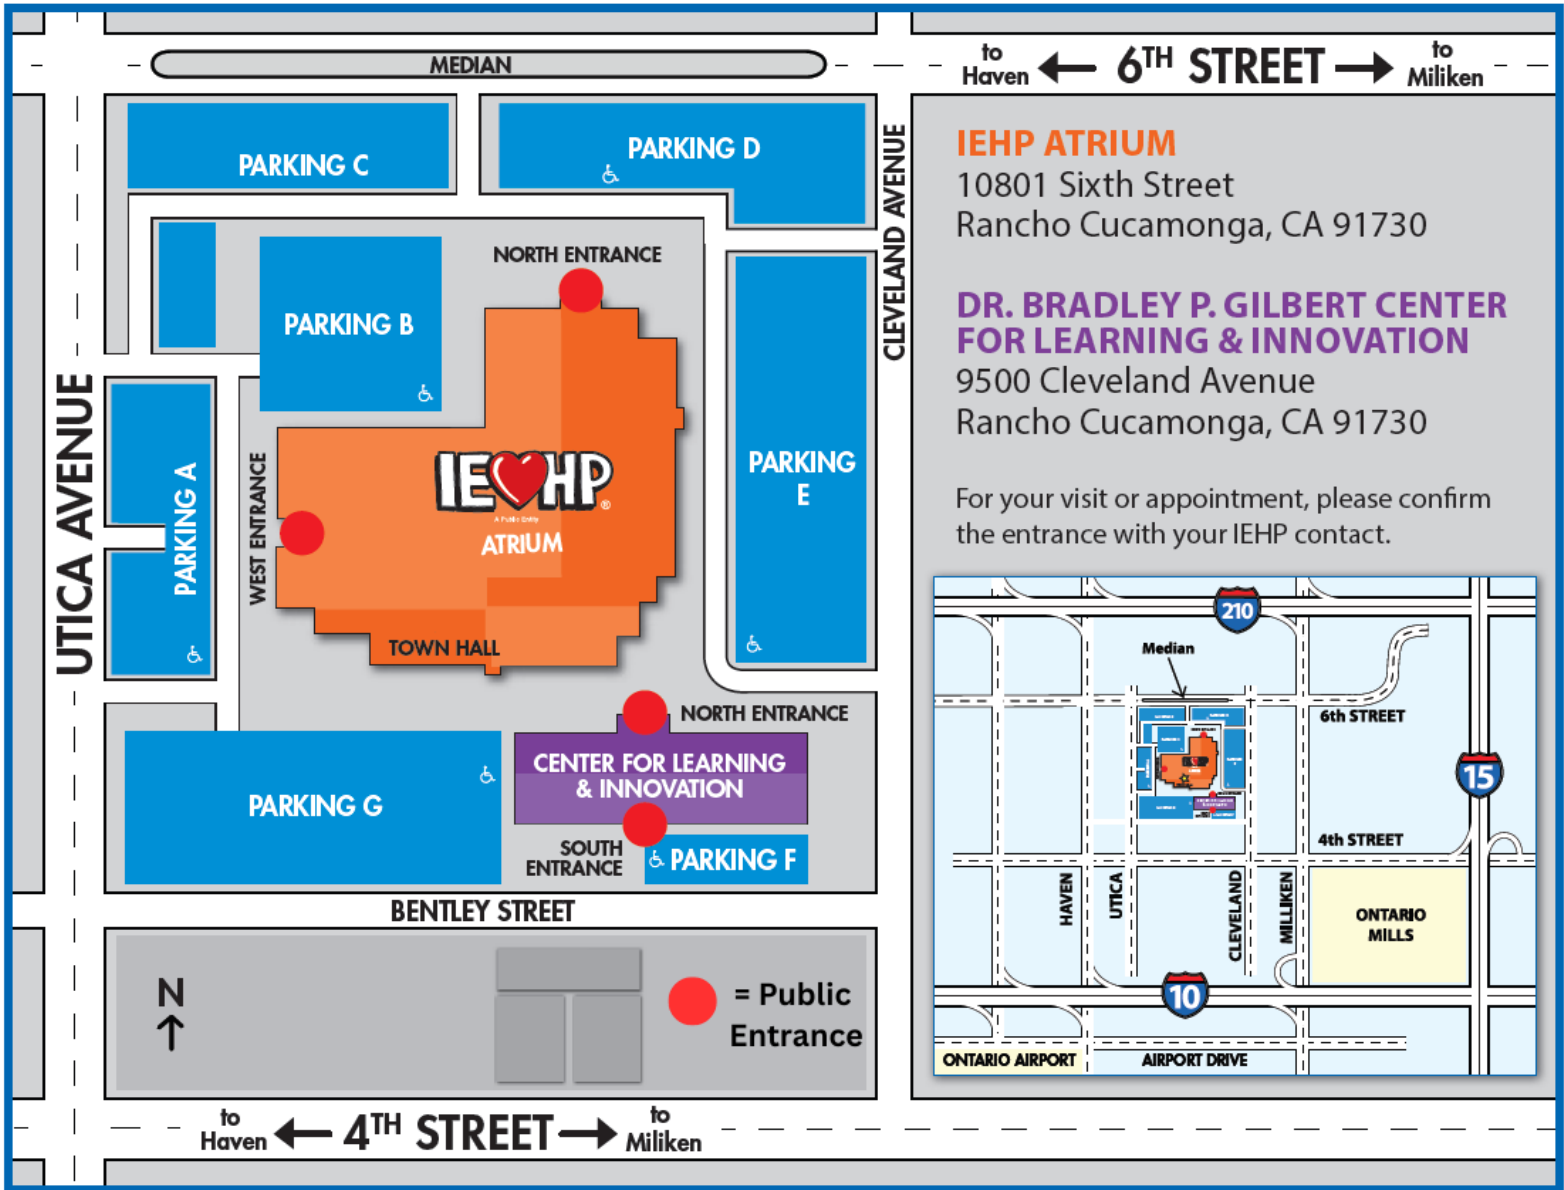 MEDIAN
to
Haven
6TH STREET
to
Miliken
PARKING C
PARKING D
CLEVELAND AVENUE
IEHP ATRIUM
10801 Sixth Street
Rancho Cucamonga, CA 91730
DR. BRADLEY P. GILBERT CENTER
FOR LEARNING & INNOVATION
9500 Cleveland Avenue
Rancho Cucamonga, CA 91730
For your visit or appointment, please confirm
the entrance with your IEHP contact.
NORTH ENTRANCE
PARKING B
UTICA AVENUE
PARKING A
WEST ENTRANCE
IEHP®
A Public Entity
ATRIUM
PARKING
E
TOWN HALL
NORTH ENTRANCE
CENTER FOR LEARNING
& INNOVATION
PARKING G
SOUTH
ENTRANCE
PARKING F
BENTLEY STREET
N
= Public
Entrance
to
Haven
4TH STREET
to
Miliken
210
Median
6th STREET
15
4th STREET
HAVEN
UTICA
CLEVELAND
MILLIKEN
ONTARIO
MILLS
10
ONTARIO AIRPORT
AIRPORT DRIVE